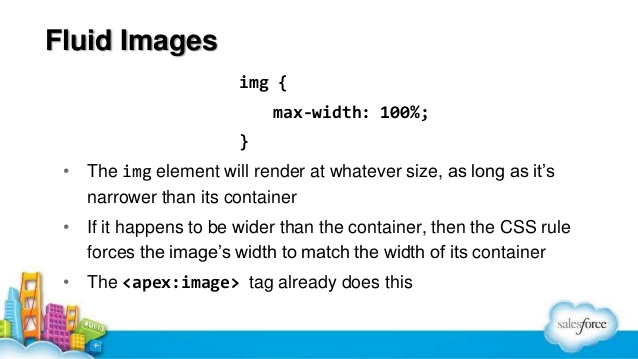 Fluid Images
img {
max-width: 100%;
}
• The img element will render at whatever size, as long as it’s
narrower than its container
• If it happens to be wider than the container, then the CSS rule
forces the image’s width to match the width of its container
• The <apex:image> tag already does this
salesforce